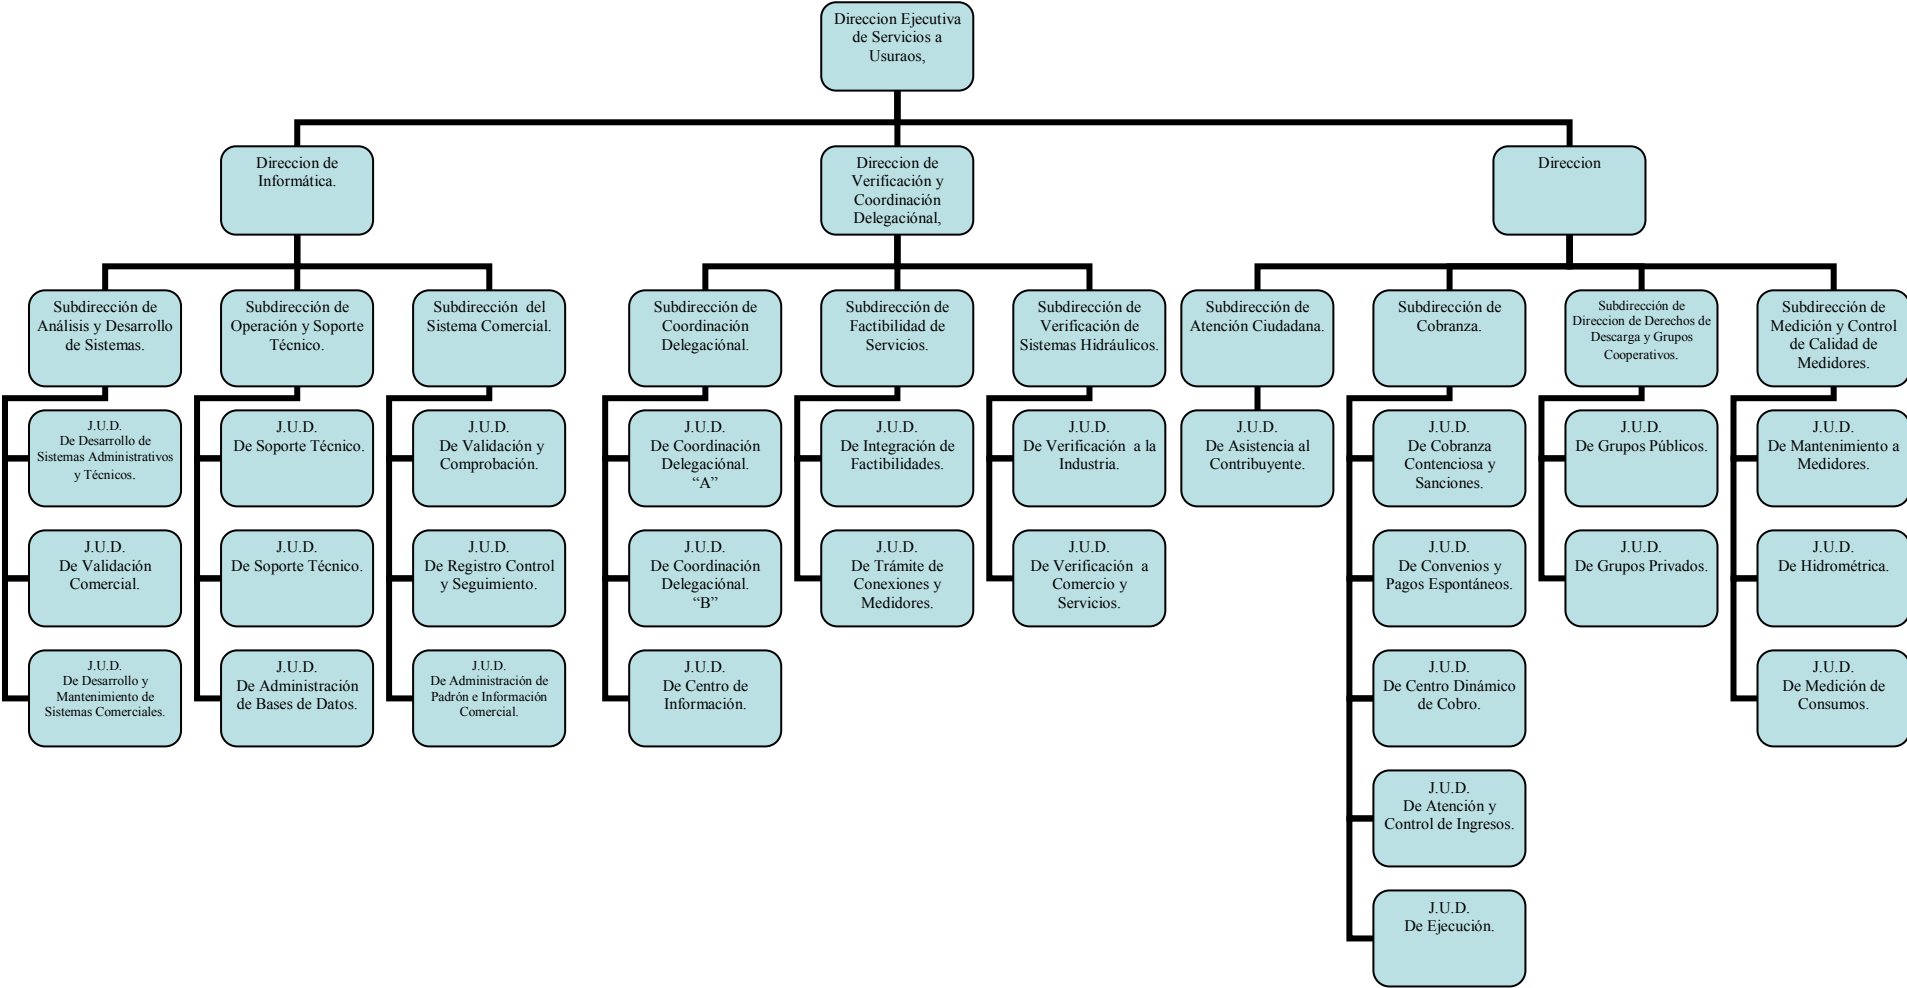 Direccion Ejecutiva
de Servicios a
Usuraos,
Direccion de
Informática.
Direccion de
Verificación y
Coordinación
Delegaciónal,
Direccion
Subdirección de
Análisis y Desarrollo
de Sistemas.
Subdirección de
Operación y Soporte
Técnico.
Subdirección  del
Sistema Comercial.
Subdirección de
Coordinación
Delegaciónal.
Subdirección de
Factibilidad de
Servicios.
Subdirección de
Verificación de
Sistemas Hidráulicos.
Subdirección de
Atención Ciudadana.
Subdirección de
Cobranza.
Subdirección de
Direccion de Derechos de
Descarga y Grupos
Cooperativos.
Subdirección de
Medición y Control
de Calidad de
Medidores.
J.U.D.
De Desarrollo de
Sistemas Administrativos
y Técnicos.
J.U.D.
De Soporte Técnico.
J.U.D.
De Validación y
Comprobación.
J.U.D.
De Coordinación
Delegaciónal.
“A”
J.U.D.
De Integración de
Factibilidades.
J.U.D.
De Verificación  a la
Industria.
J.U.D.
De Asistencia al
Contribuyente.
J.U.D.
De Cobranza
Contenciosa y
Sanciones.
J.U.D.
De Grupos Públicos.
J.U.D.
De Mantenimiento a
Medidores.
J.U.D.
De Validación
Comercial.
J.U.D.
De Soporte Técnico.
J.U.D.
De Registro Control
y Seguimiento.
J.U.D.
De Coordinación
Delegaciónal.
“B”
J.U.D.
De Trámite de
Conexiones y
Medidores.
J.U.D.
De Verificación  a
Comercio y
Servicios.
J.U.D.
De Convenios y
Pagos Espontáneos.
J.U.D.
De Grupos Privados.
J.U.D.
De Hidrométrica.
J.U.D.
De Desarrollo y
Mantenimiento de
Sistemas Comerciales.
J.U.D.
De Administración
de Bases de Datos.
J.U.D.
De Administración de
Padrón e Información
Comercial.
J.U.D.
De Centro de
Información.
J.U.D.
De Centro Dinámico
de Cobro.
J.U.D.
De Medición de
Consumos.
J.U.D.
De Atención y
Control de Ingresos.
J.U.D.
De Ejecución.